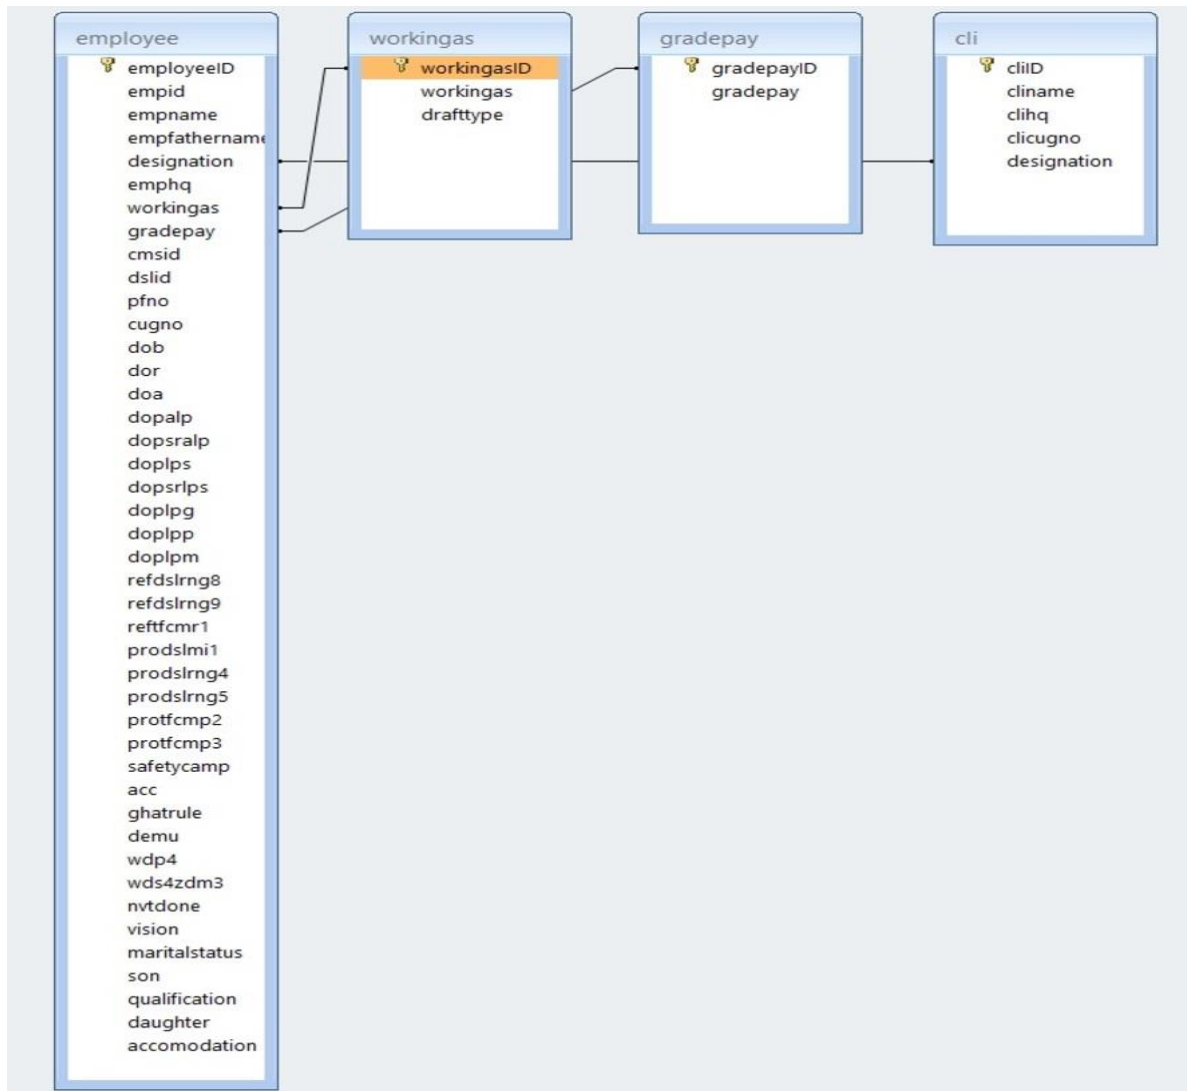 employee
employeeID
empid
empname
empfathername
designation
emphq
workingas
gradepay
cmsid
dslid
pfno
cugno
dob
dor
doa
dopalp
dopsralp
doplps
dopsrlps
doplpg
doplpp
doplpm
refdslrng8
refdslrng9
reftfcmr1
prodslmi1
prodslrng4
prodslrng5
protfcmp2
protfcmp3
safetycamp
acc
ghatrule
demu
wdp4
wds4zdm3
nvtdone
vision
maritalstatus
son
qualification
daughter
accomodation
workingas
workingasID
workingas
drafttype
gradepay
gradepayID
gradepay
cli
cliID
cliname
clihq
clicugno
designation